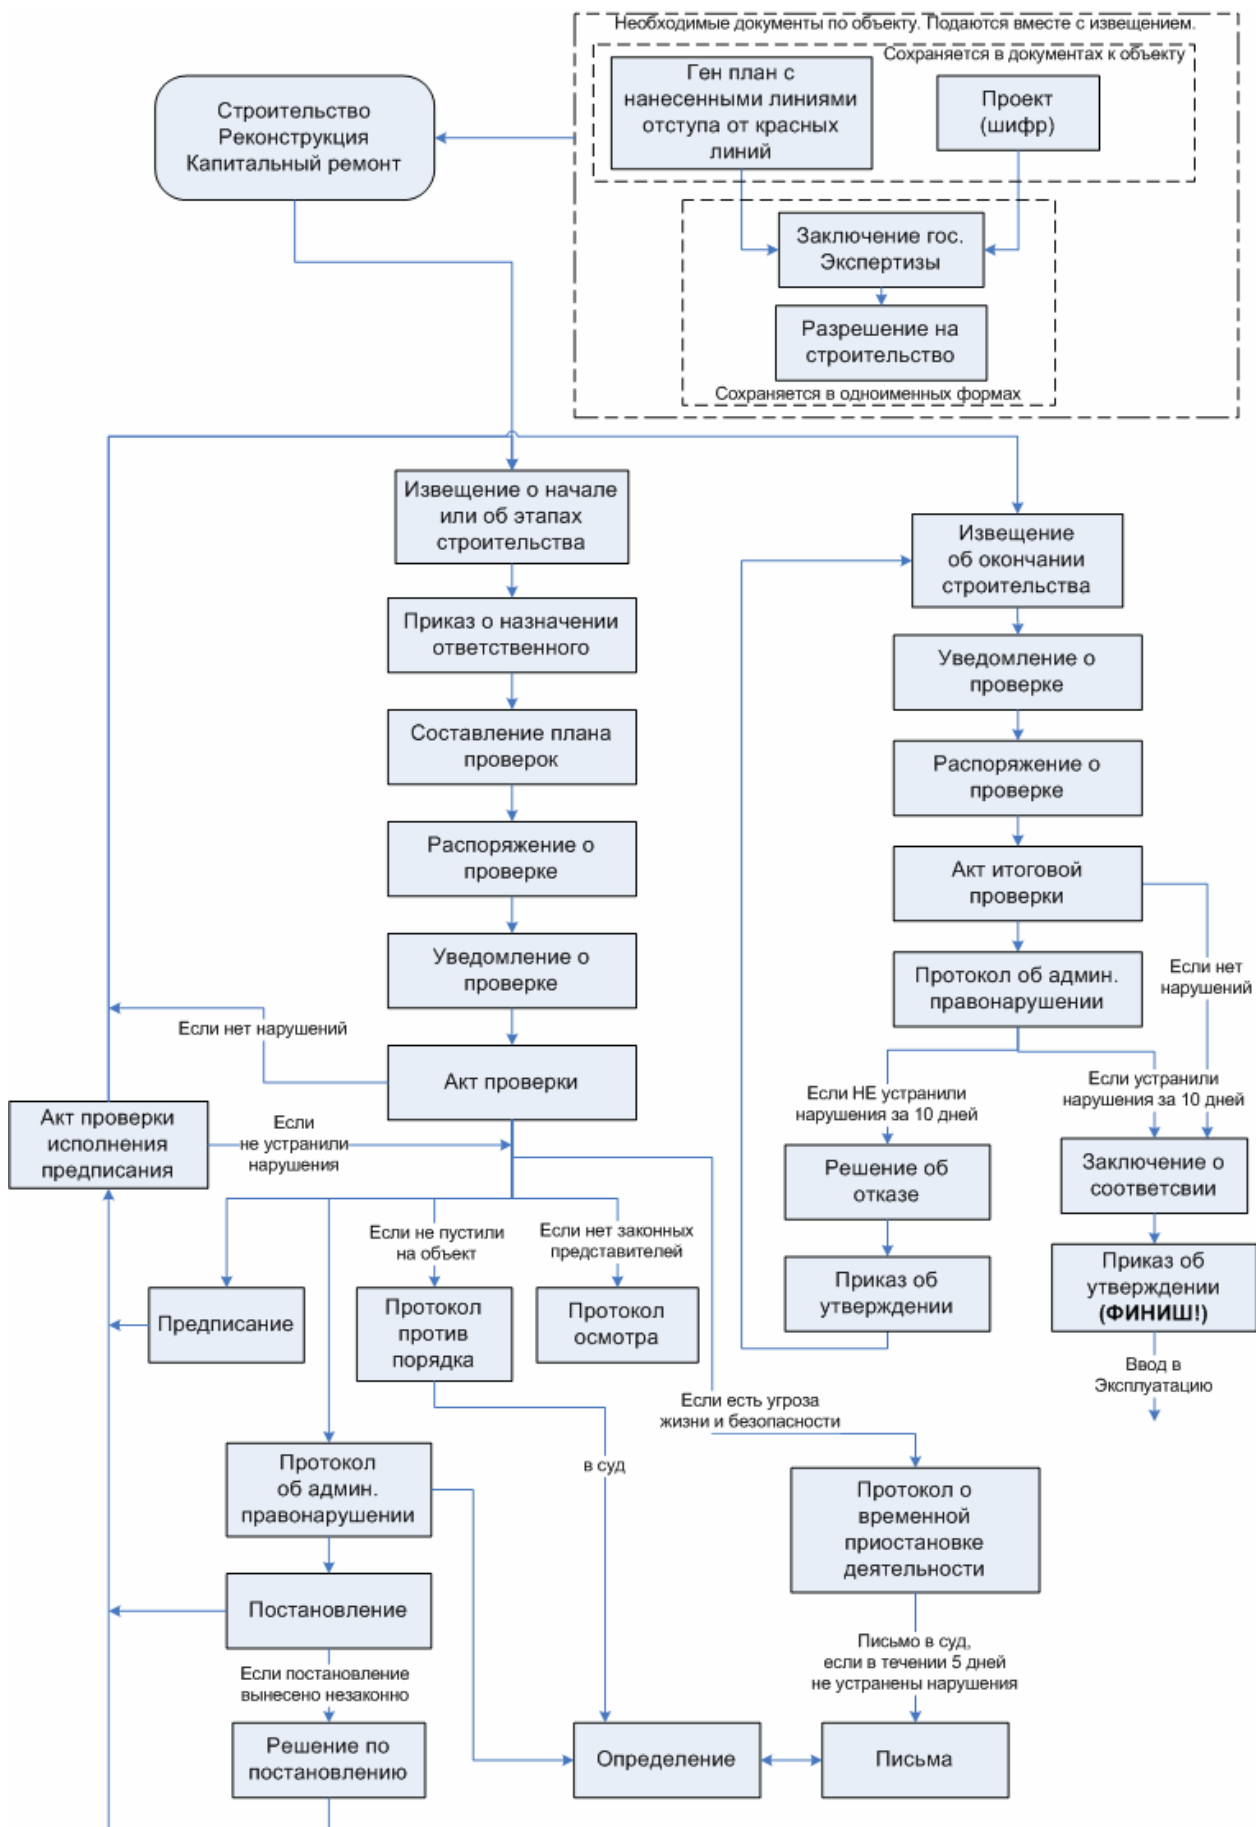 Необходимые документы по объекту. Подаются вместе с извещением.
Сохраняется в документах к объекту
Ген план с
нанесенными линиями
отступа от красных
линий
Проект
(шифр)
Строительство
Реконструкция
Капитальный ремонт
Заключение гос.
Экспертизы
Разрешение на
строительство
Сохраняется в одноименных формах
Извещение о начале
или об этапах
строительства
Извещение
об окончании
строительства
Приказ о назначении
ответственного
Уведомление о
проверке
Составление плана
проверок
Распоряжение о
проверке
Распоряжение о
проверке
Акт итоговой
проверки
Уведомление о
проверке
Протокол об админ.
правонарушении
Если нет
нарушений
Если нет нарушений
Акт проверки
Если НЕ устранили
нарушения за 10 дней
Если устранили
нарушения за 10 дней
Акт проверки
исполнения
предписания
Если
не устранили
нарушения
Решение об
отказе
Заключение о
соответсвии
Если не пустили
на объект
Если нет законных
представителей
Приказ об
утверждении
Приказ об
утверждении
(ФИНИШ!)
Предписание
Протокол
против
порядка
Протокол
осмотра
Ввод в
Эксплуатацию
Если есть угроза
жизни и безопасности
Протокол
об админ.
правонарушении
в суд
Протокол о
временной
приостановке
деятельности
Постановление
Письмо в суд,
если в течении 5 дней
не устранены нарушения
Если постановление
вынесено незаконно
Решение по
постановлению
Определение
Письма